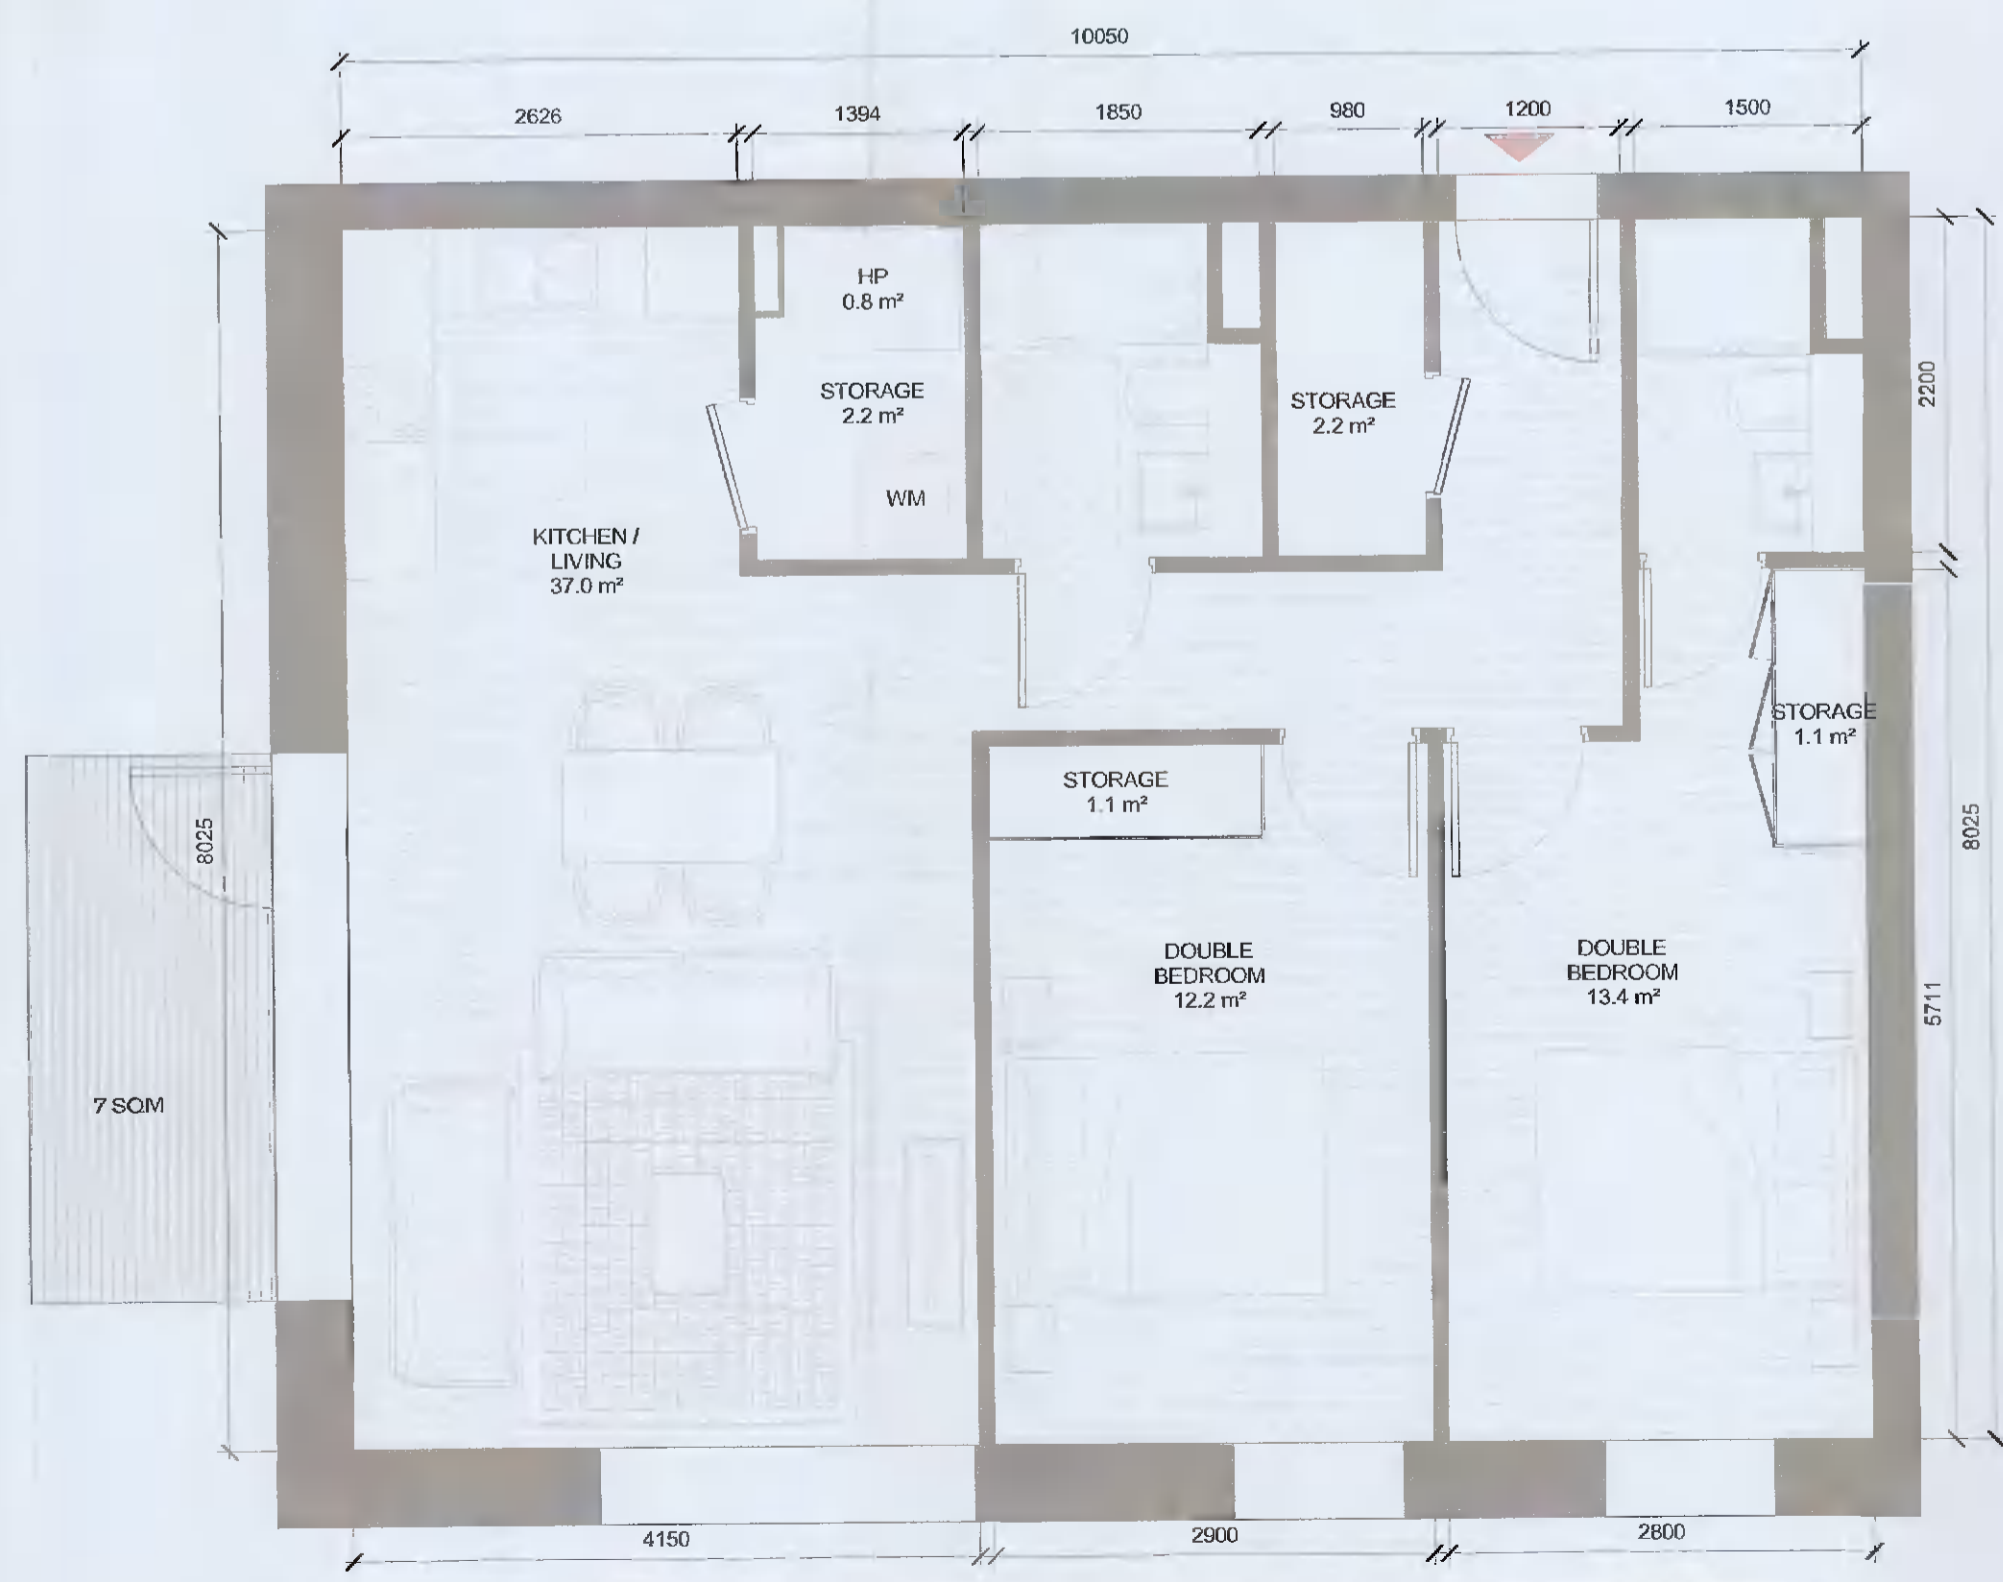 10050
2626
1394
1850
980
1200
1500
HP
0.8 m²
STORAGE
2.2 m²
WM
STORAGE
2.2 m²
2200
KITCHEN /
LIVING
37.0 m²
STORAGE
1.1 m²
STORAGE
1.1 m²
8025
8025
DOUBLE
BEDROOM
12.2 m²
DOUBLE
BEDROOM
13.4 m²
5711
7 SQM
4150
2900
2800